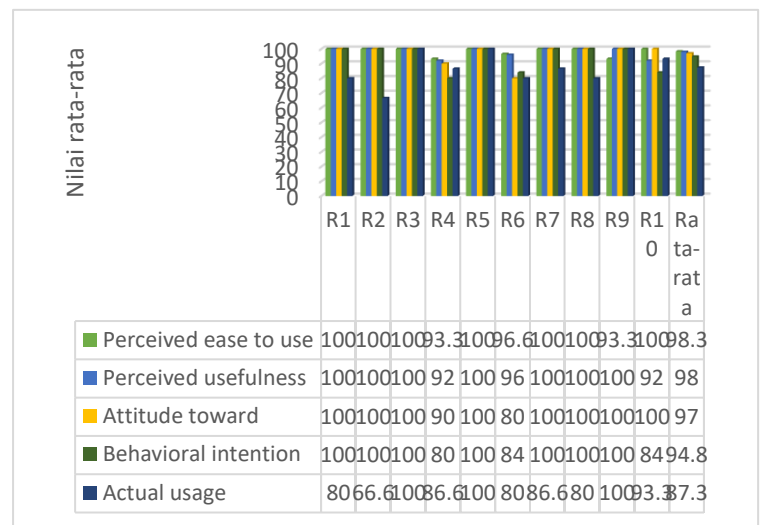 Nilai rata-rata
100
90
80
70
60
50
40
30
20
10
0
R1 R2 R3 R4 R5 R6 R7 R8 R9 R1 Ra
0 ta-
rat
a
Perceived ease to use 100 100 100 93.3 100 96.6 100 100 93.3 100 98.3
Perceived usefulness 100 100 100 92 100 96 100 100 100 92 98
Attitude toward 100 100 100 90 100 80 100 100 100 100 97
Behavioral intention 100 100 100 80 100 84 100 100 100 84 94.8
Actual usage 80 66.6 100 86.6 100 80 86.6 80 100 93.3 87.3